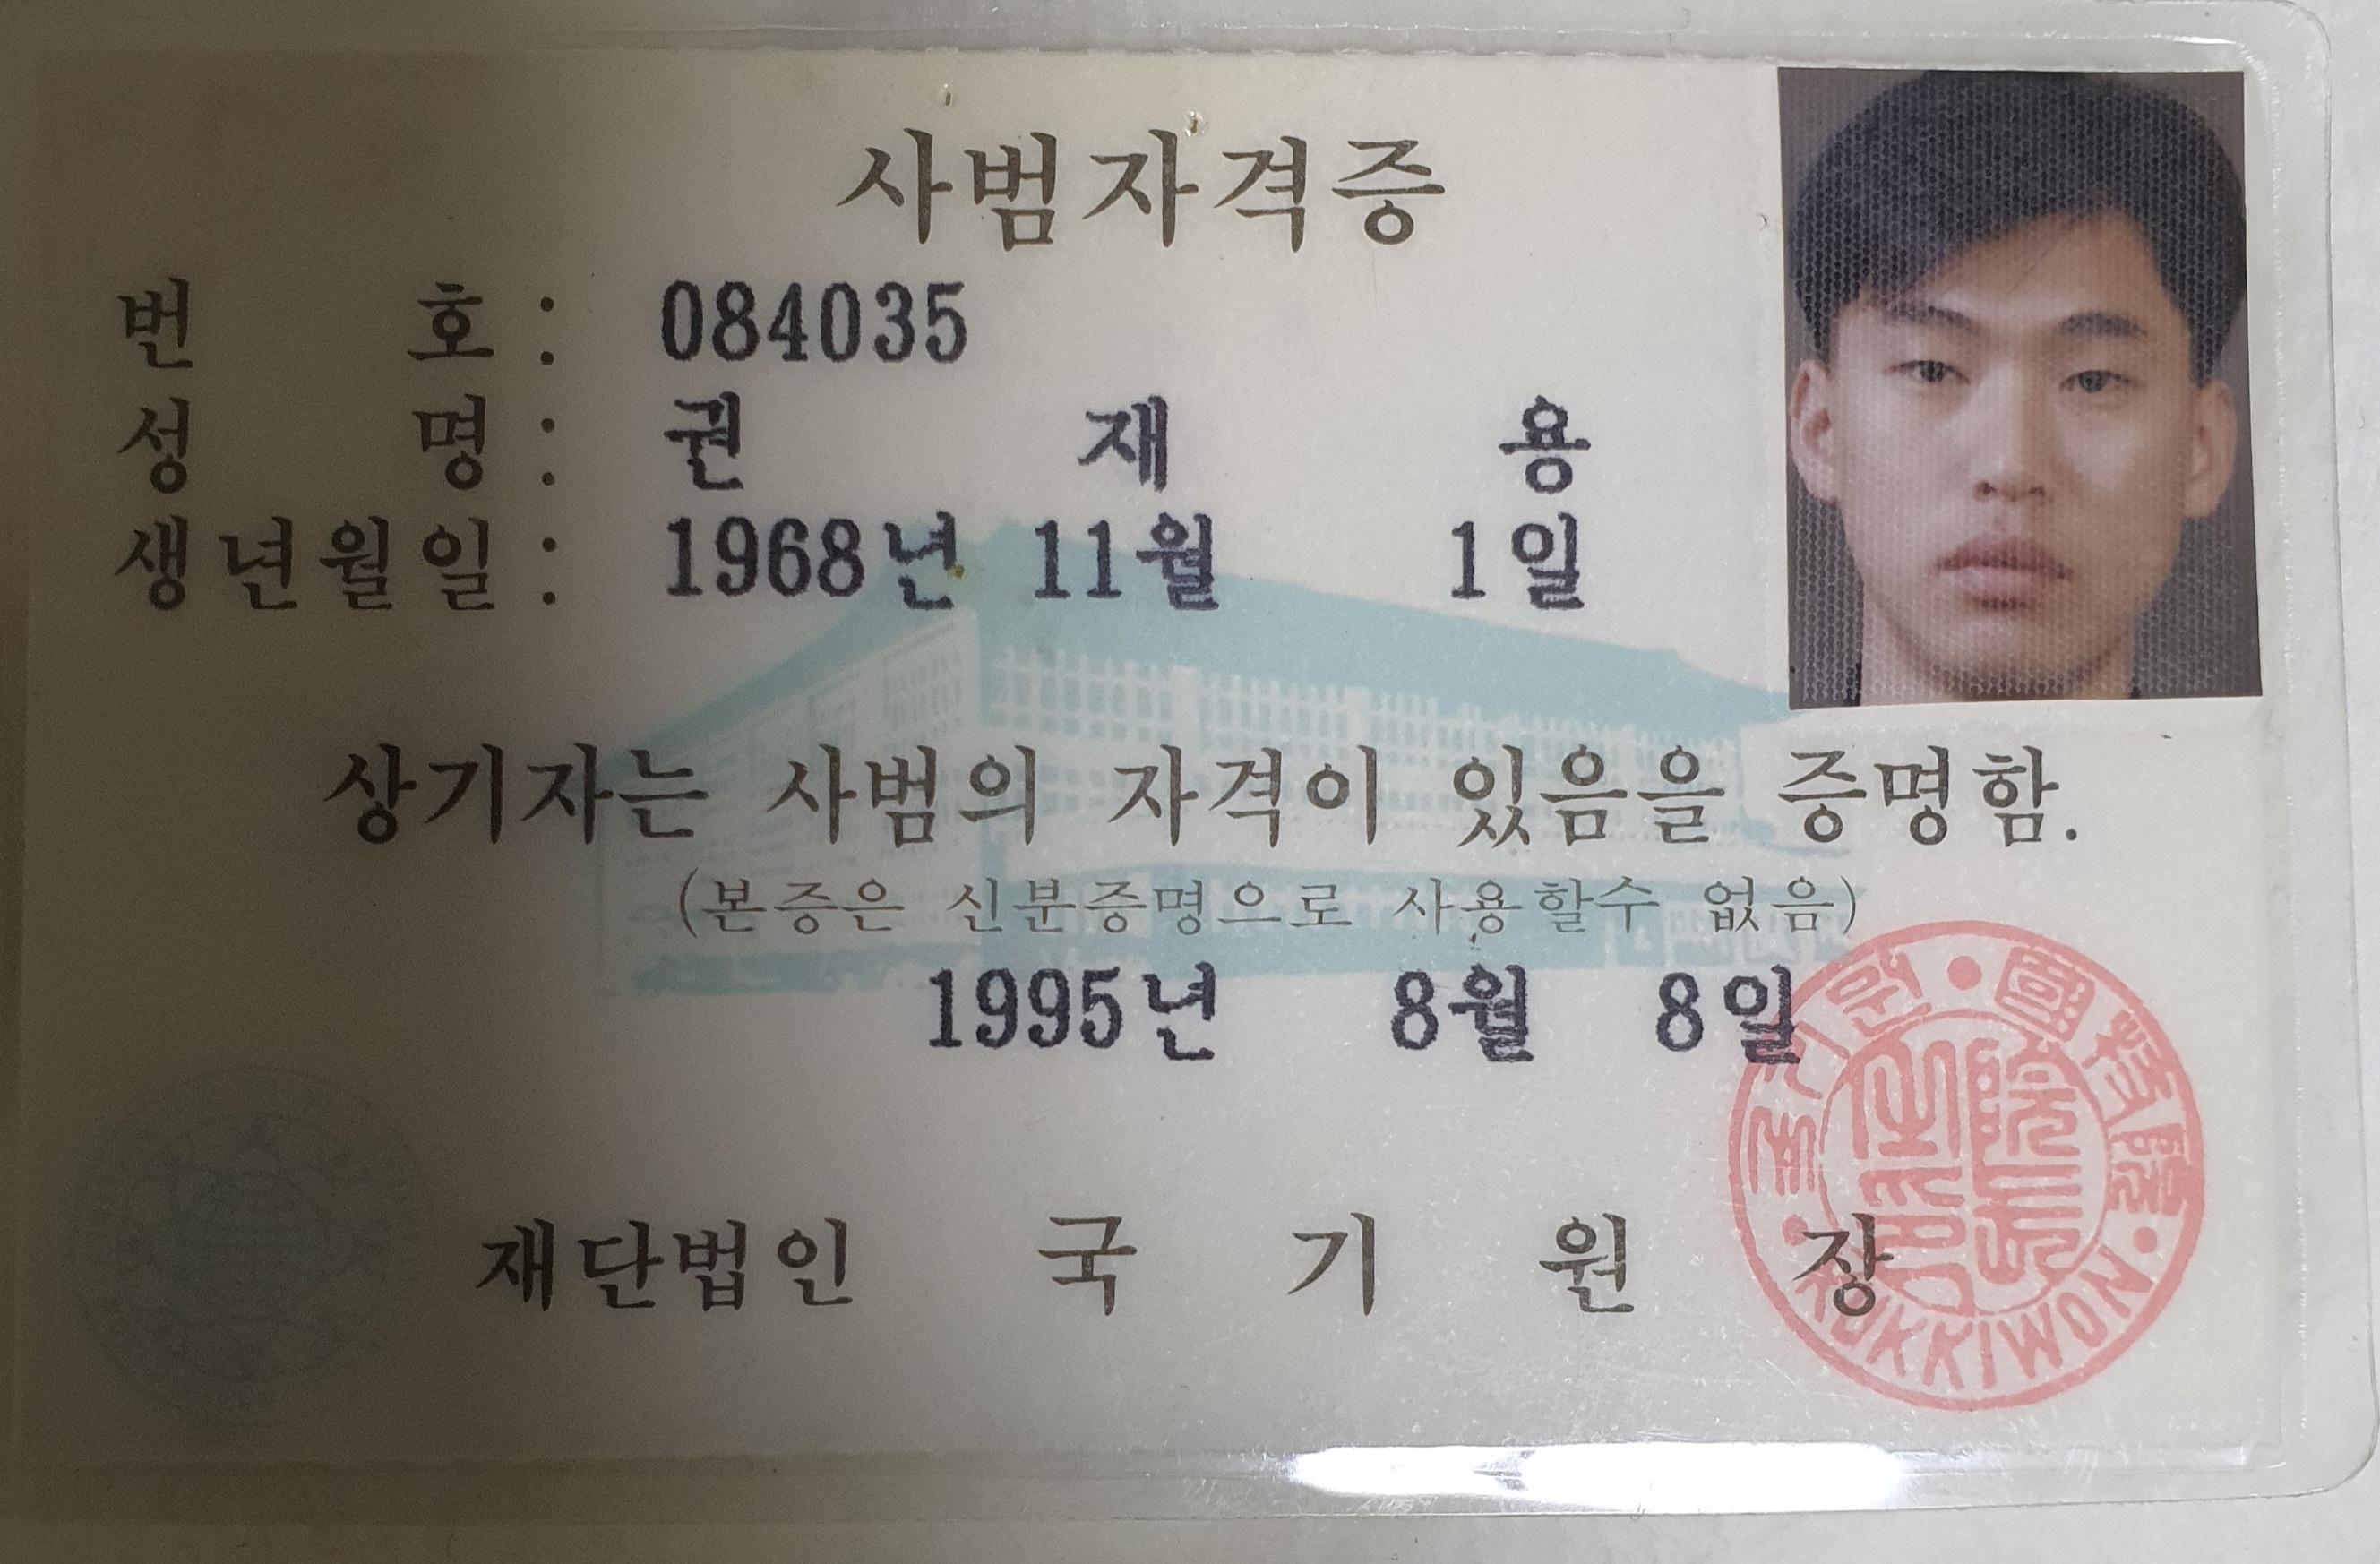 사범자격증
번 호 : 084035
성 명 : 권 재 용
생년월일 : 1968년 11월 1일
상기자는 사범의 자격이 있음을 증명함.
(본증은 신분증명으로 사용할수 없음)
1995년 8월 8일
재단법인 국 기 원 장
KUKKIWON